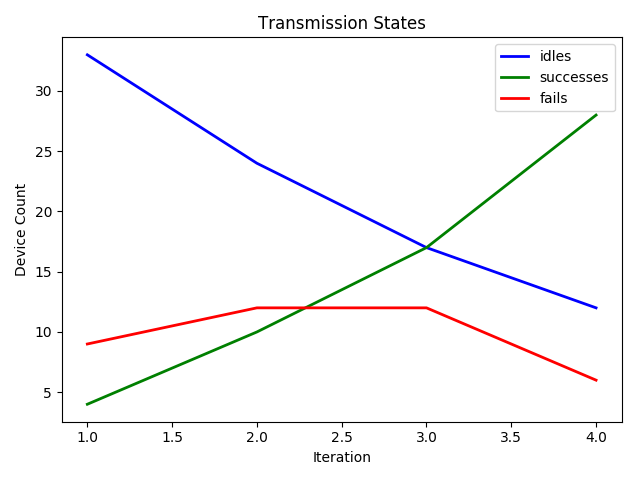 Transmission States
idles
successes
fails
Device Count
30
25
20
15
10
5
1.0 1.5 2.0 2.5 3.0 3.5 4.0
Iteration